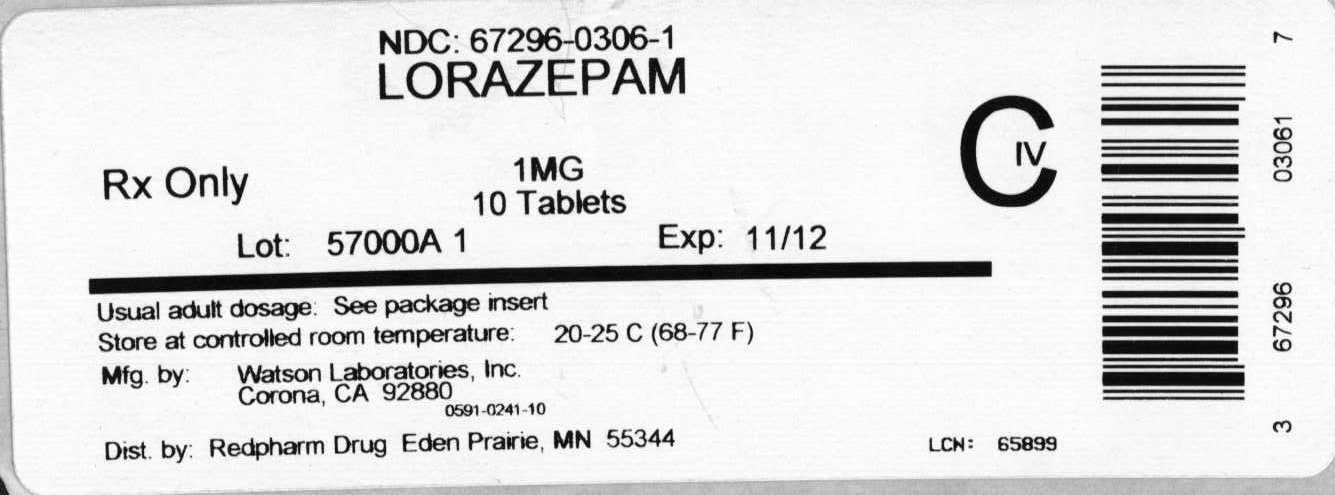 NDC: 67296-0306-1
LORAZEPAM
C IV
Rx Only
1MG
10 Tablets
Lot: 57000A 1 Exp: 11/12
Usual adult dosage: See package insert
Store at controlled room temperature: 20-25 C (68-77 F)
Mfg. by: Watson Laboratories, Inc.
Corona, CA 92880
0591-0241-10
Dist. by: Redpharm Drug Eden Prairie, MN 55344
LCN: 65899
3 67296 03061 7